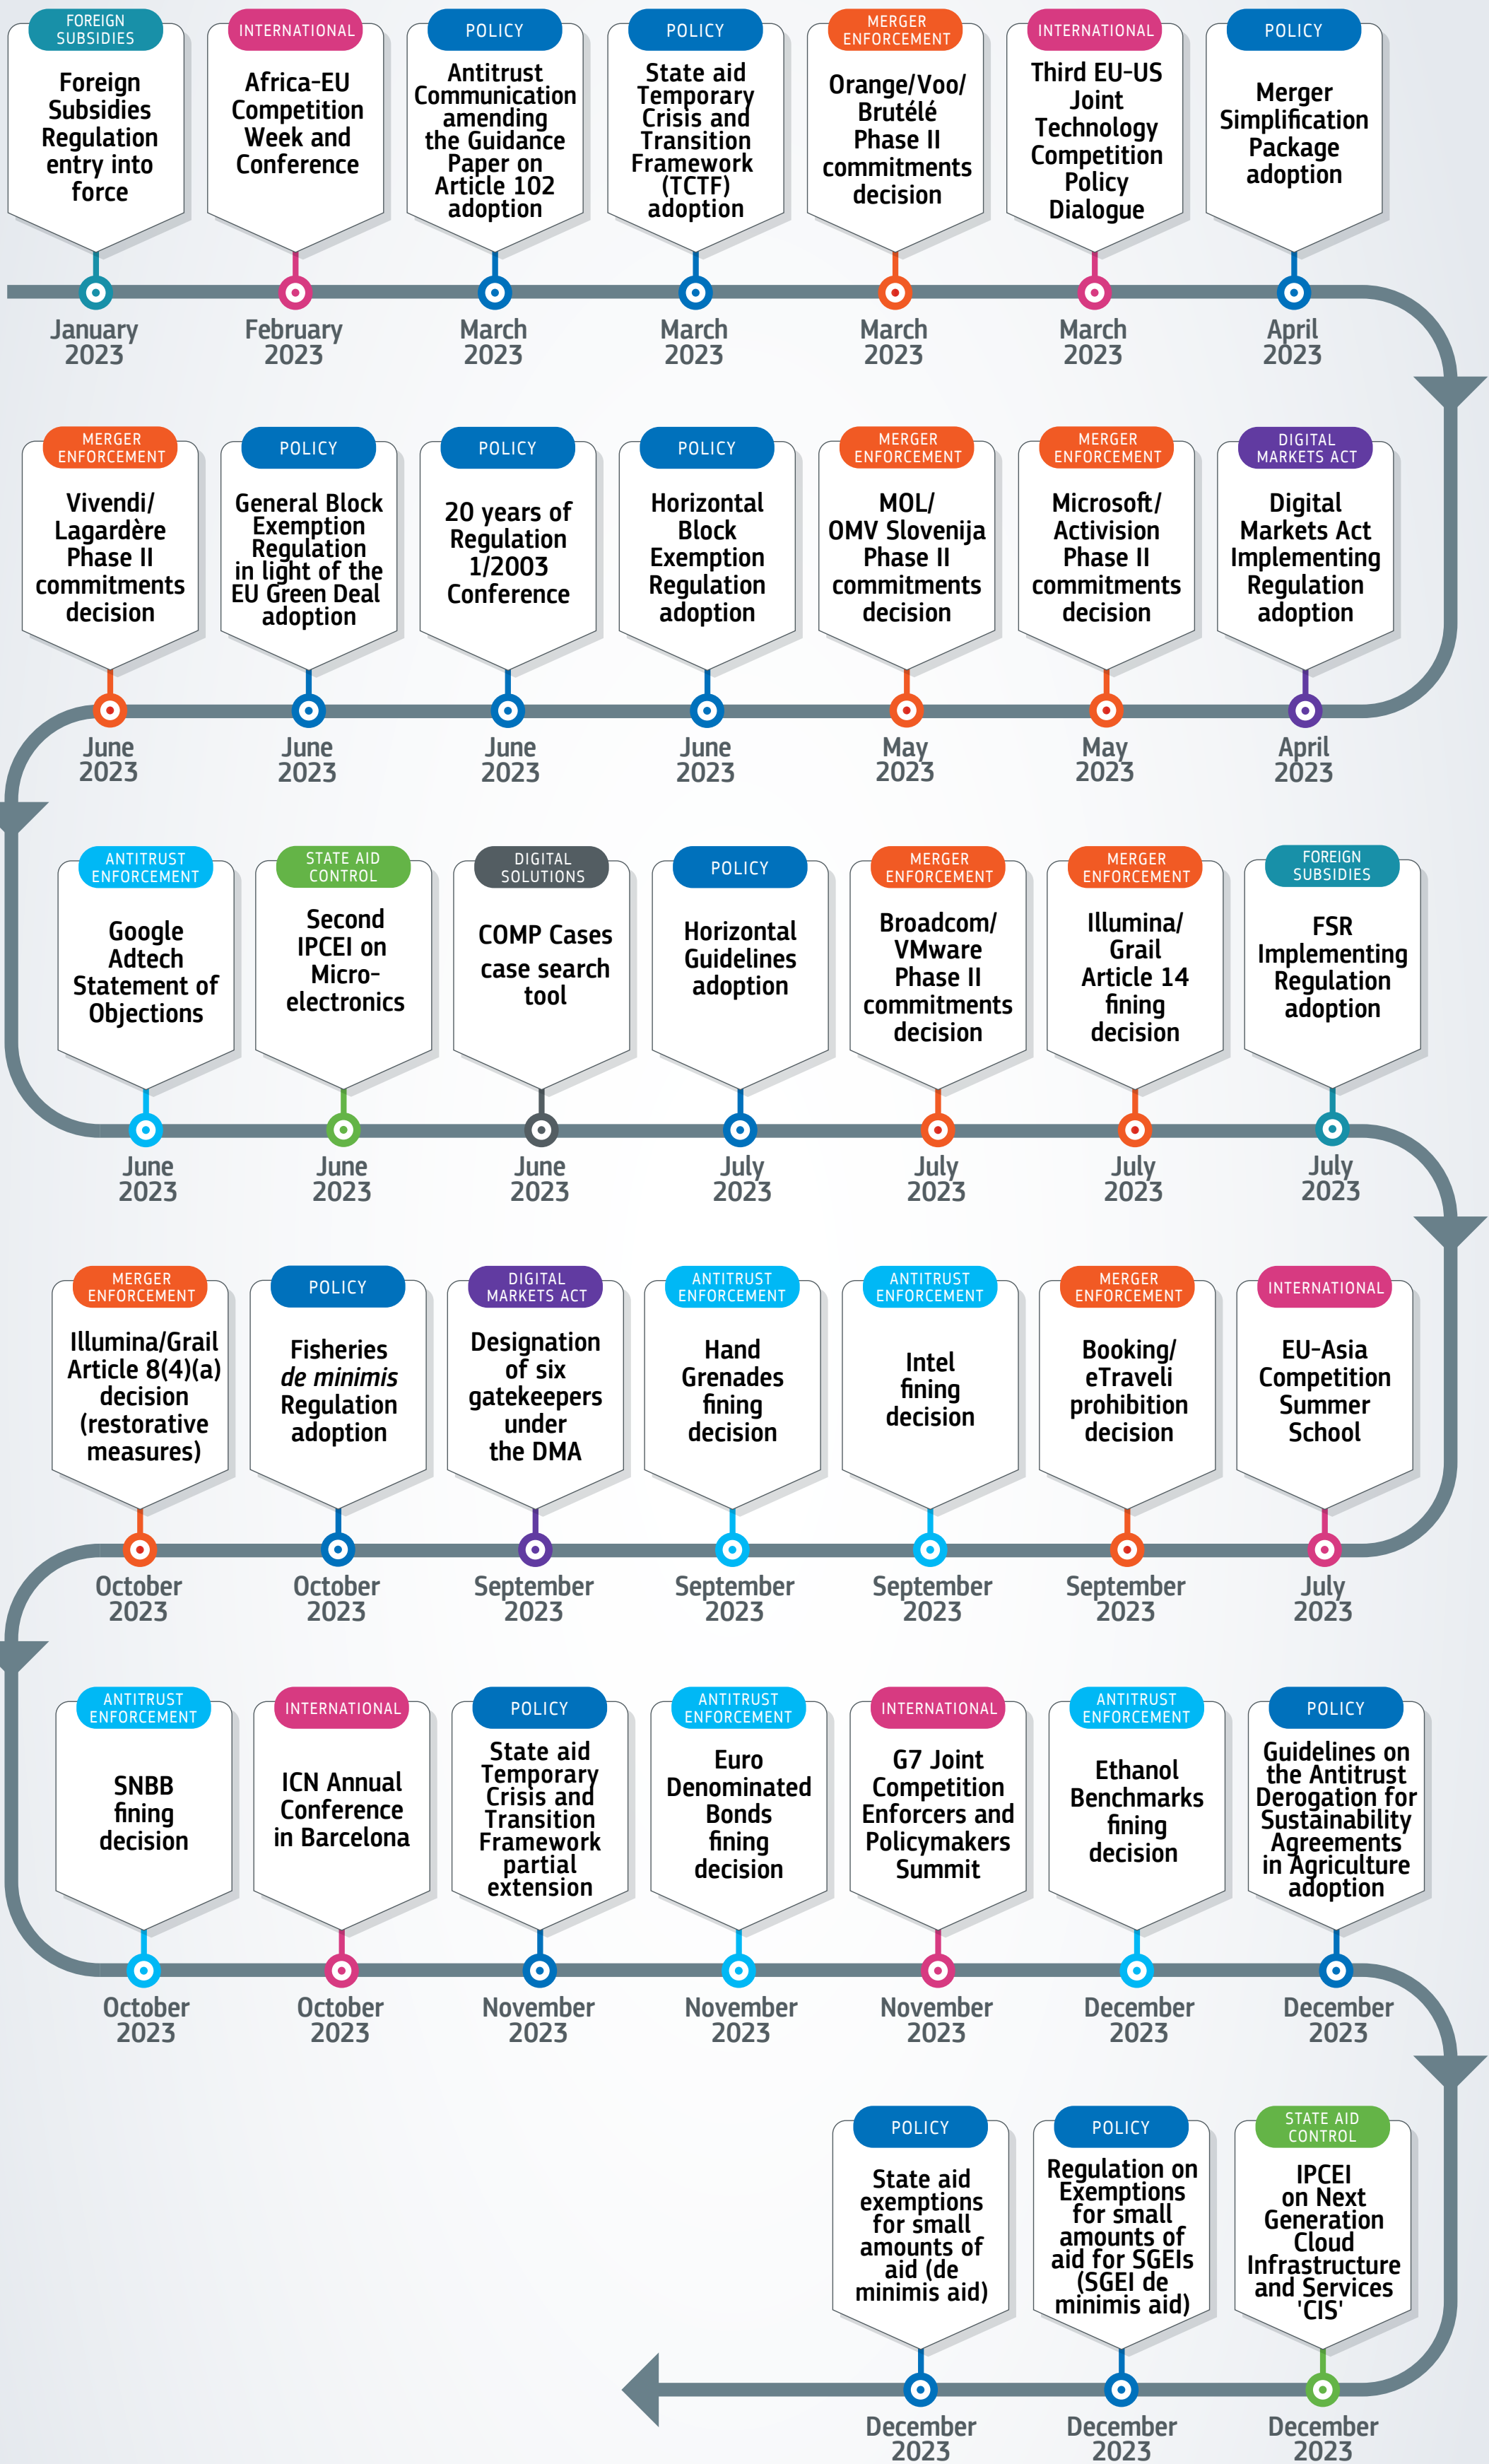 FOREIGN
SUBSIDIES
Foreign
Subsidies
Regulation
entry into
force
January
2023
INTERNATIONAL
Africa-EU
Competition
Week and
Conference
February
2023
POLICY
Antitrust
Communication
amending
the Guidance
Paper on
Article 102
adoption
March
2023
POLICY
State aid
Temporary
Crisis and
Transition
Framework
(TCTF)
adoption
March
2023
MERGER
ENFORCEMENT
Orange/Voo/
Brutélé
Phase II
commitments
decision
March
2023
INTERNATIONAL
Third EU-US
Joint
Technology
Competition
Policy
Dialogue
March
2023
POLICY
Merger
Simplification
Package
adoption
April
2023
DIGITAL
MARKETS ACT
Digital
Markets Act
Implementing
Regulation
adoption
April
2023
MERGER
ENFORCEMENT
Microsoft/
Activision
Phase II
commitments
decision
May
2023
MERGER
ENFORCEMENT
MOL/
OMV Slovenija
Phase II
commitments
decision
May
2023
POLICY
Horizontal
Block
Exemption
Regulation
adoption
June
2023
POLICY
20 years of
Regulation
1/2003
Conference
June
2023
POLICY
General Block
Exemption
Regulation
in light of the
EU Green Deal
adoption
June
2023
MERGER
ENFORCEMENT
Vivendi/
Lagardère
Phase II
commitments
decision
June
2023
ANTITRUST
ENFORCEMENT
Google
Adtech
Statement of
Objections
June
2023
STATE AID
CONTROL
Second
IPCEI on
Micro-
electronics
June
2023
DIGITAL
SOLUTIONS
COMP Cases
case search
tool
June
2023
POLICY
Horizontal
Guidelines
adoption
July
2023
MERGER
ENFORCEMENT
Broadcom/
VMware
Phase II
commitments
decision
July
2023
MERGER
ENFORCEMENT
Illumina/
Grail
Article 14
fining
decision
July
2023
FOREIGN
SUBSIDIES
FSR
Implementing
Regulation
adoption
July
2023
INTERNATIONAL
EU-Asia
Competition
Summer
School
July
2023
MERGER
ENFORCEMENT
Booking/
eTraveli
prohibition
decision
September
2023
ANTITRUST
ENFORCEMENT
Intel
fining
decision
September
2023
ANTITRUST
ENFORCEMENT
Hand
Grenades
fining
decision
September
2023
DIGITAL
MARKETS ACT
Designation
of six
gatekeepers
under
the DMA
September
2023
POLICY
Fisheries
de minimis
Regulation
adoption
October
2023
MERGER
ENFORCEMENT
Illumina/Grail
Article 8(4)(a)
decision
(restorative
measures)
October
2023
ANTITRUST
ENFORCEMENT
SNBB
fining
decision
October
2023
INTERNATIONAL
ICN Annual
Conference
in Barcelona
October
2023
POLICY
State aid
Temporary
Crisis and
Transition
Framework
partial
extension
November
2023
ANTITRUST
ENFORCEMENT
Euro
Denominated
Bonds
fining
decision
November
2023
INTERNATIONAL
G7 Joint
Competition
Enforcers and
Policymakers
Summit
November
2023
ANTITRUST
ENFORCEMENT
Ethanol
Benchmarks
fining
decision
December
2023
POLICY
Guidelines on
the Antitrust
Derogation for
Sustainability
Agreements
in Agriculture
adoption
December
2023
STATE AID
CONTROL
IPCEI
on Next
Generation
Cloud
Infrastructure
and Services
'CIS'
December
2023
POLICY
Regulation on
Exemptions
for small
amounts of
aid for SGEIs
(SGEI de
minimis aid)
December
2023
POLICY
State aid
exemptions
for small
amounts of
aid (de
minimis aid)
December
2023